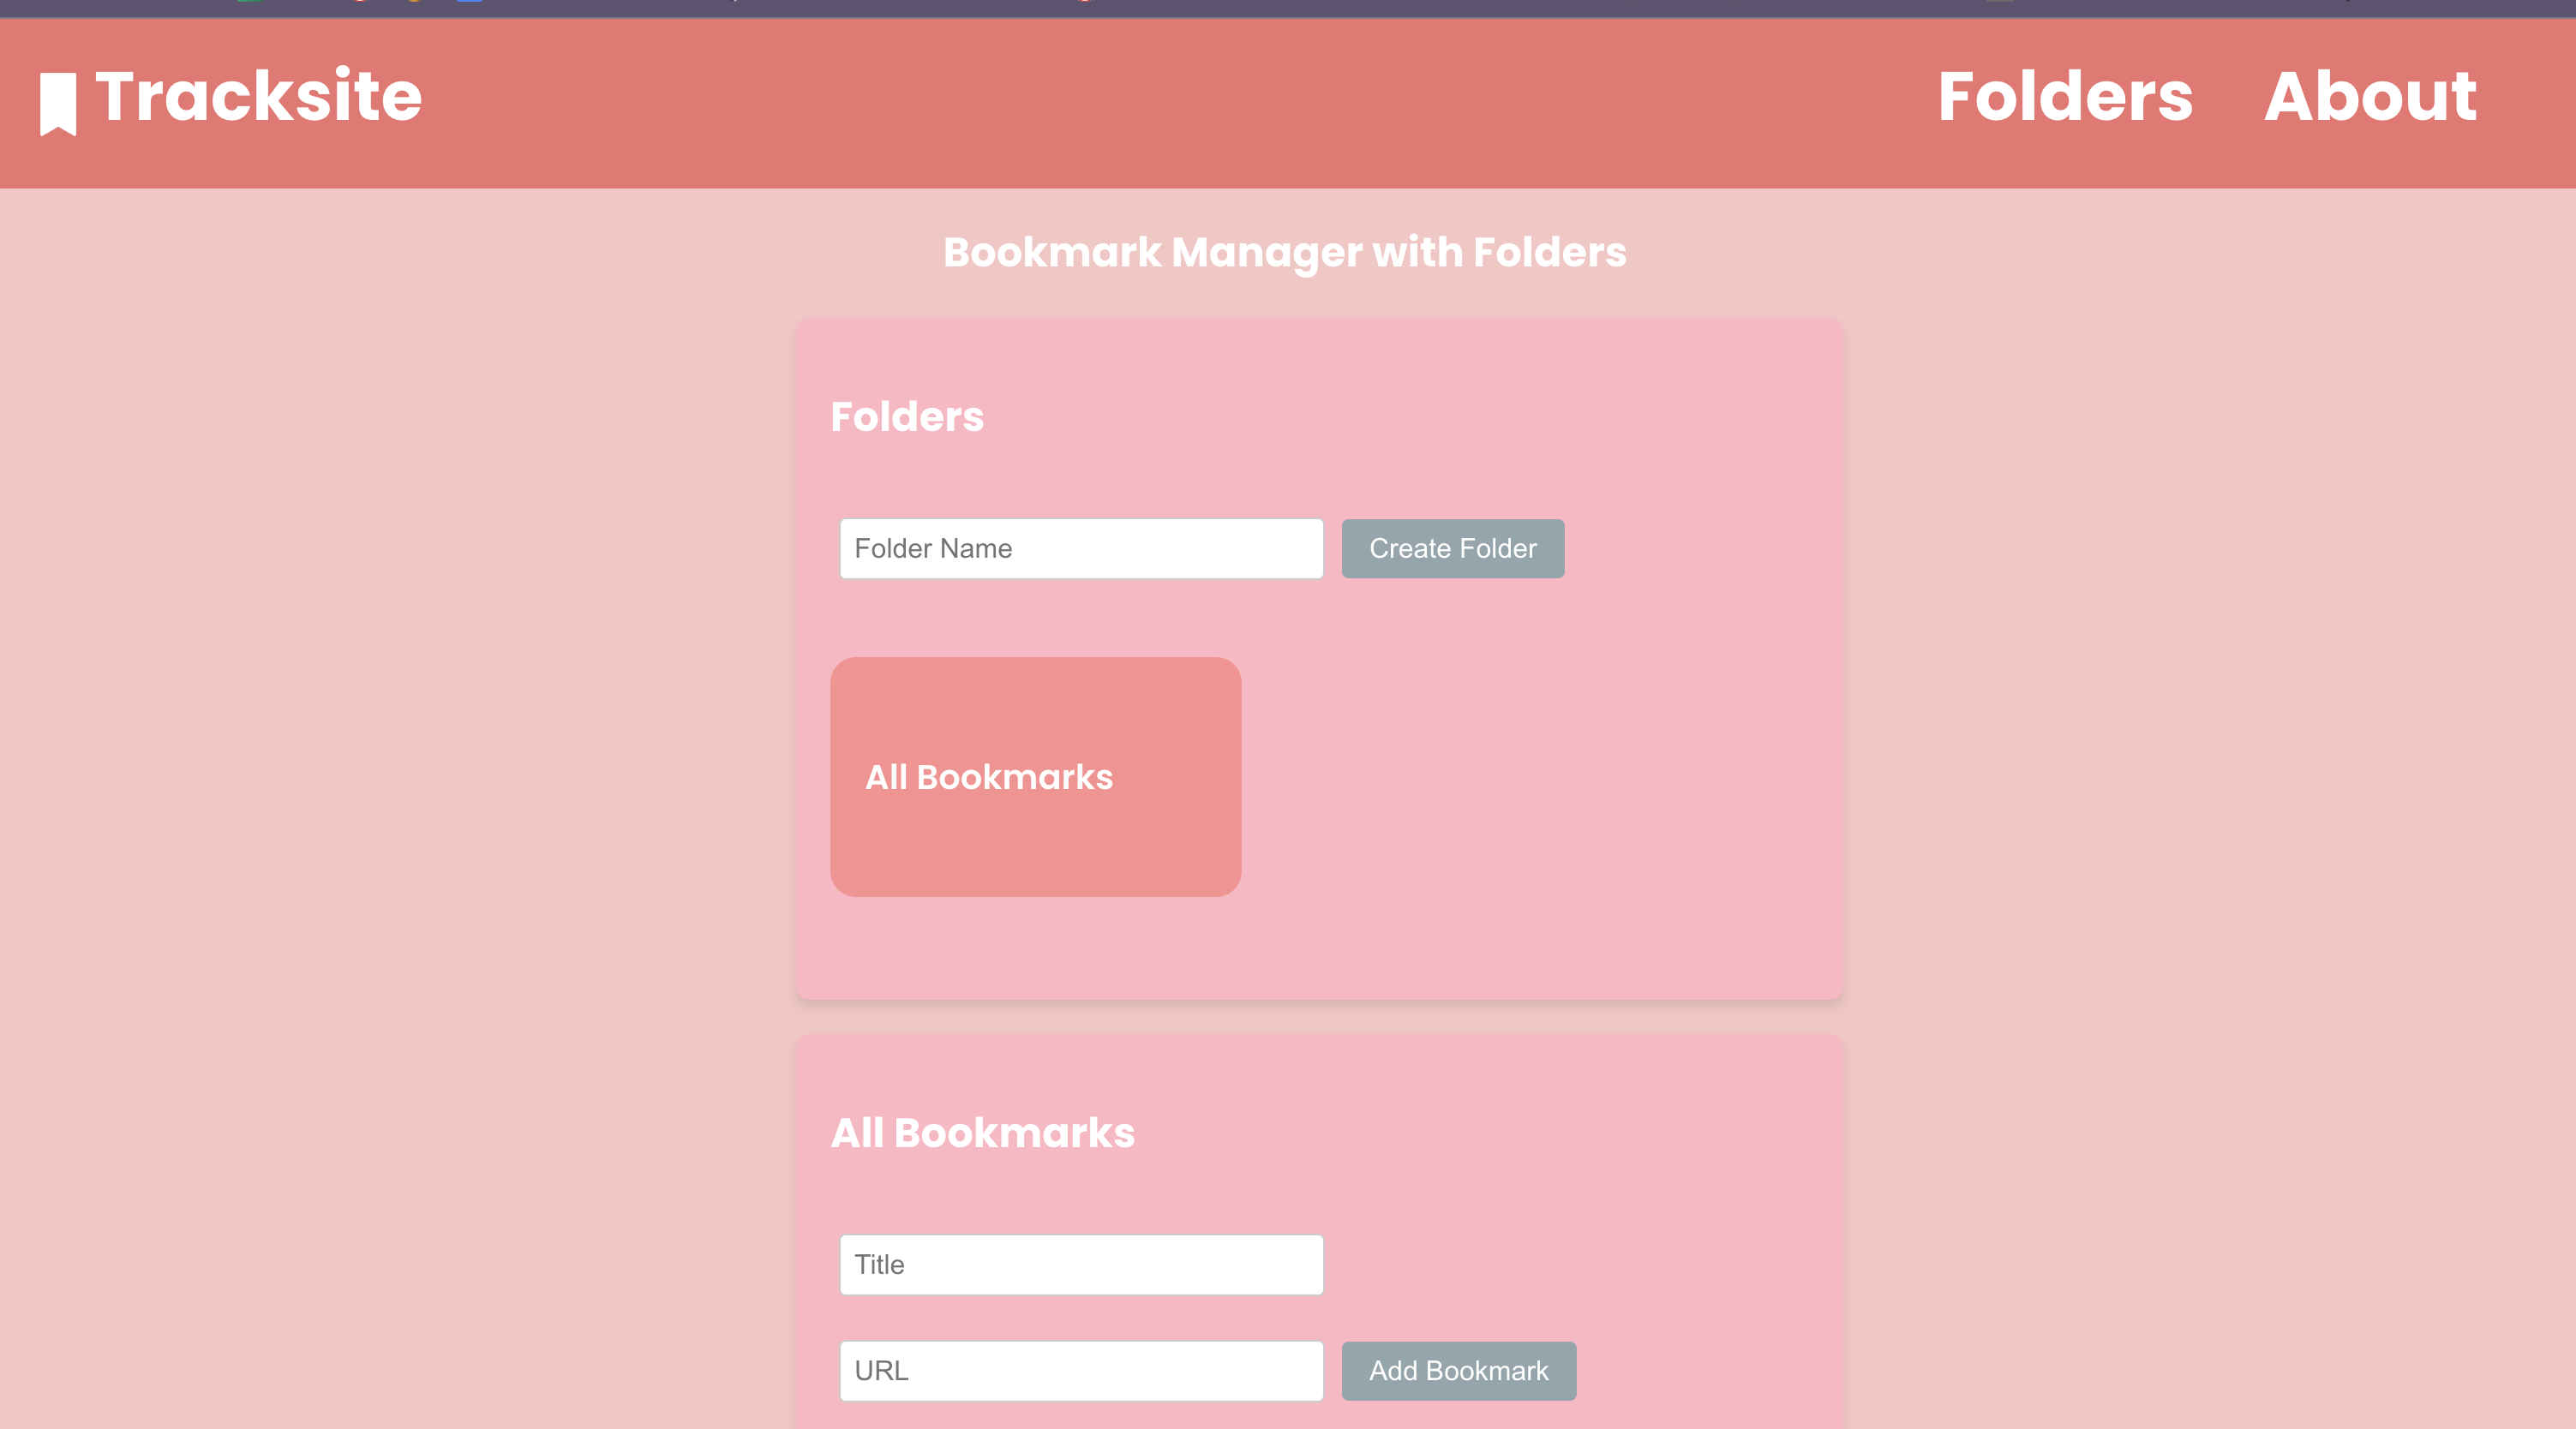 Tracksite
Folders
About
Bookmark Manager with Folders
Folders
Folder Name
Create Folder
All Bookmarks
All Bookmarks
Title
URL
Add Bookmark